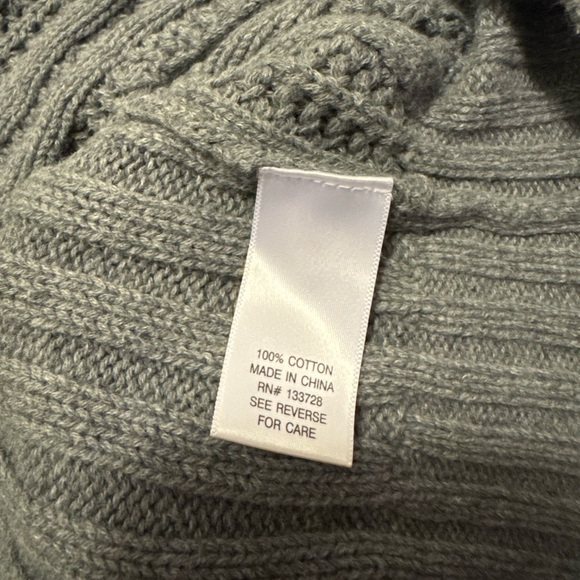 100% COTTON
MADE IN CHINA
RN# 133728
SEE REVERSE
FOR CARE